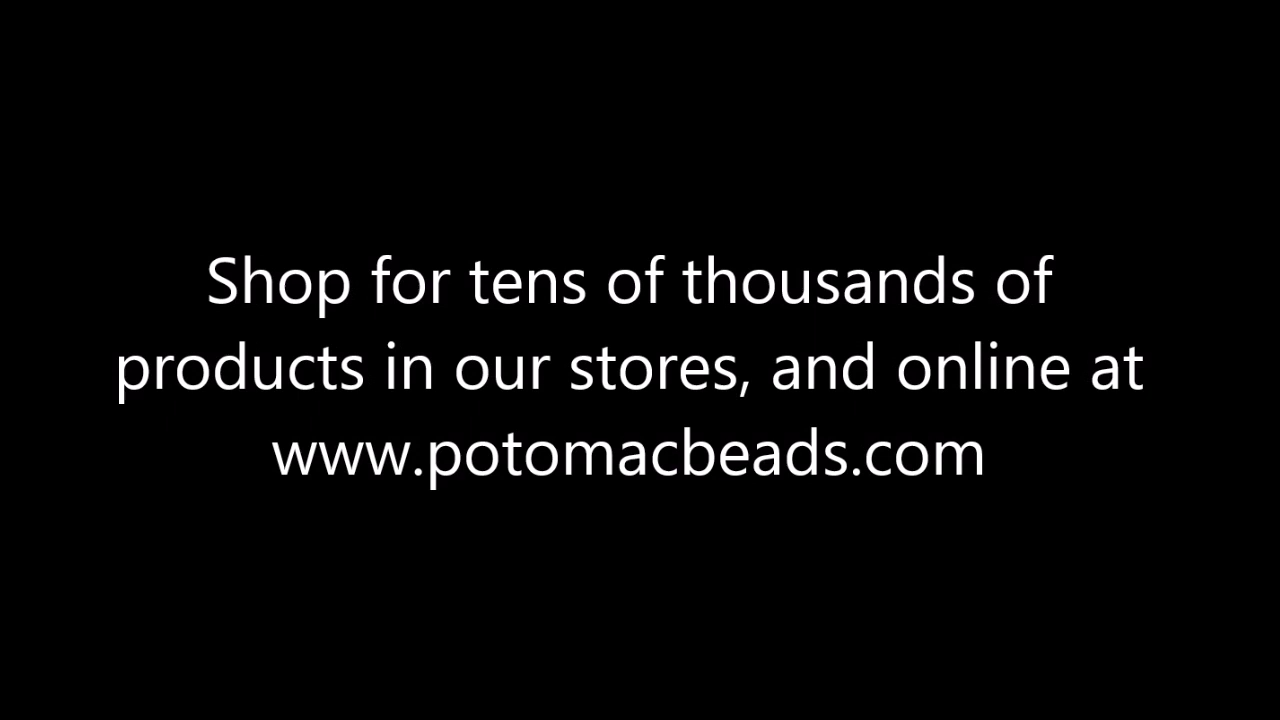 Shop for tens of thousands of
products in our stores, and online at
www.potomacbeads.com